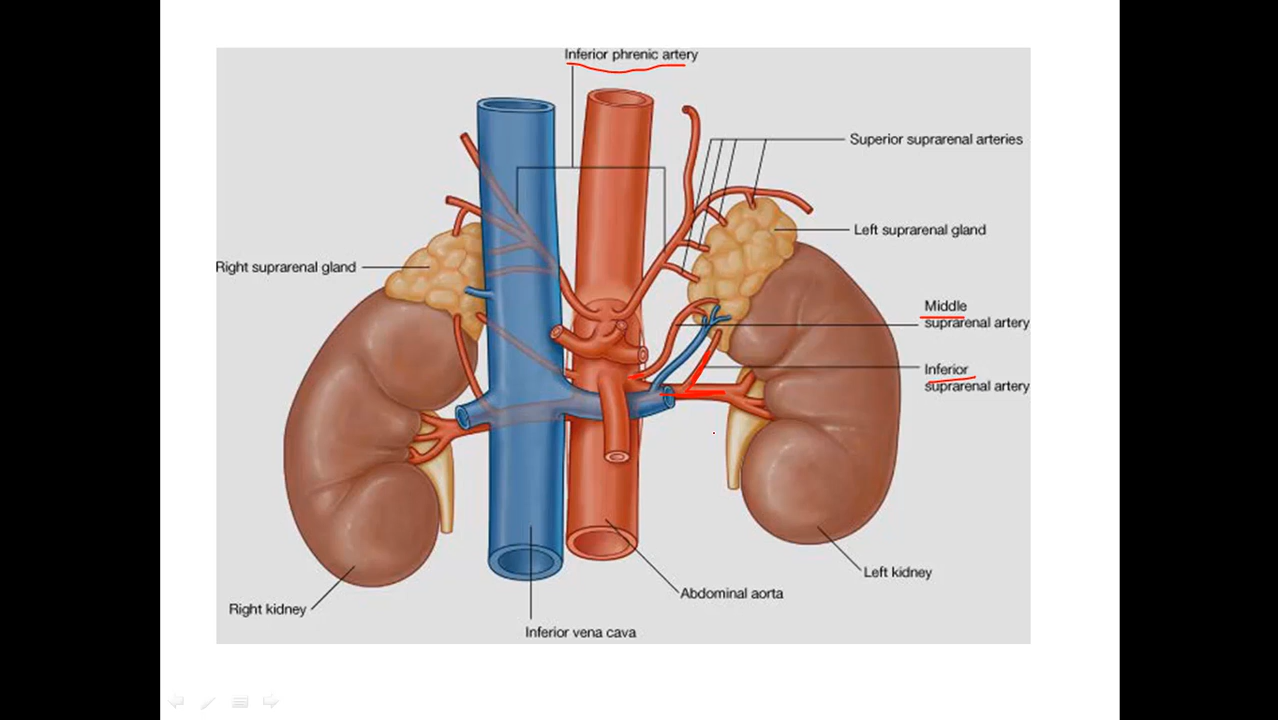 Inferior phrenic artery
Superior suprarenal arteries
Left suprarenal gland
Right suprarenal gland
Middle
suprarenal artery
Inferior
suprarenal artery
Left kidney
Abdominal aorta
Right kidney
Inferior vena cava